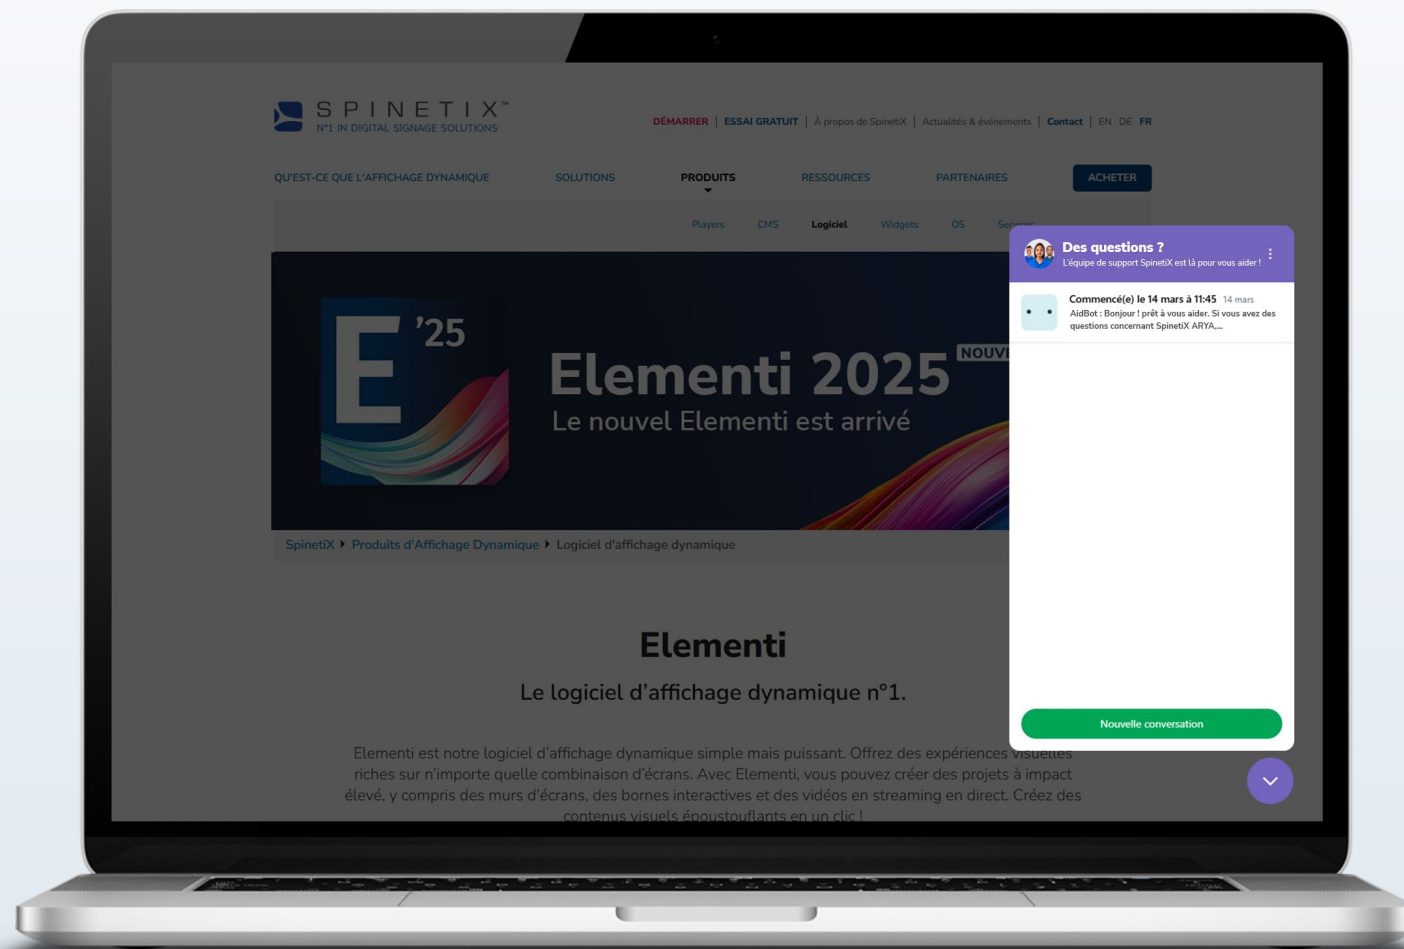 SPINETIX™
N°1 IN DIGITAL SIGNAGE SOLUTIONS
DÉMARRER | ESSAI GRATUIT | À propos de SpinetiX | Actualités & événements | Contact | EN DE FR
QU'EST-CE QUE L'AFFICHAGE DYNAMIQUE SOLUTIONS PRODUITS RESSOURCES PARTENAIRES ACHETER
Players CMS Logiciel Widgets OS Services
Des questions ?
L'équipe de support SpinetiX est là pour vous aider !
Commencé(e) le 14 mars à 11:45 14 mars
AidBot : Bonjour ! prêt à vous aider. Si vous avez des
questions concernant SpinetiX ARYA,...
Nouvelle conversation
E '25
Elementi 2025
Le nouvel Elementi est arrivé
SpinetiX Produits d'Affichage Dynamique Logiciel d'affichage dynamique
Elementi
Le logiciel d'affichage dynamique n°1.
Elementi est notre logiciel d'affichage dynamique simple mais puissant. Offrez des expériences visuelles
riches sur n'importe quelle combinaison d'écrans. Avec Elementi, vous pouvez créer des projets à impact
élevé, y compris des murs d'écrans, des bornes interactives et des vidéos en streaming en direct. Créez des
contenus visuels époustouflants en un clic !